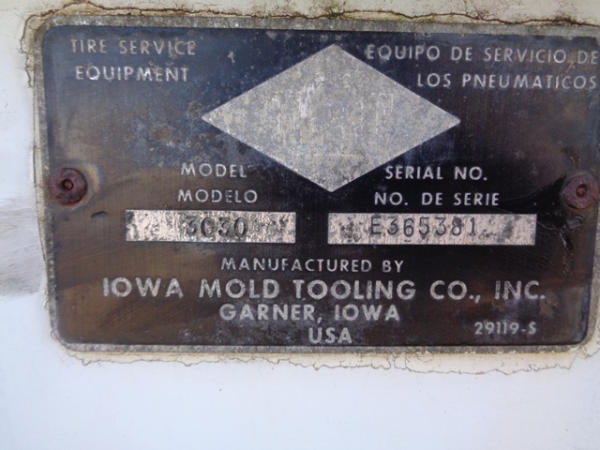 TIRE SERVICE
EQUIPMENT
EQUIPO DE SERVICIO DE
LOS PNEUMATICOS
MODEL
MODELO
3030
SERIAL NO.
NO. DE SERIE
E365381
MANUFACTURED BY
IOWA MOLD TOOLING CO., INC.
GARNER, IOWA
USA
29119-S